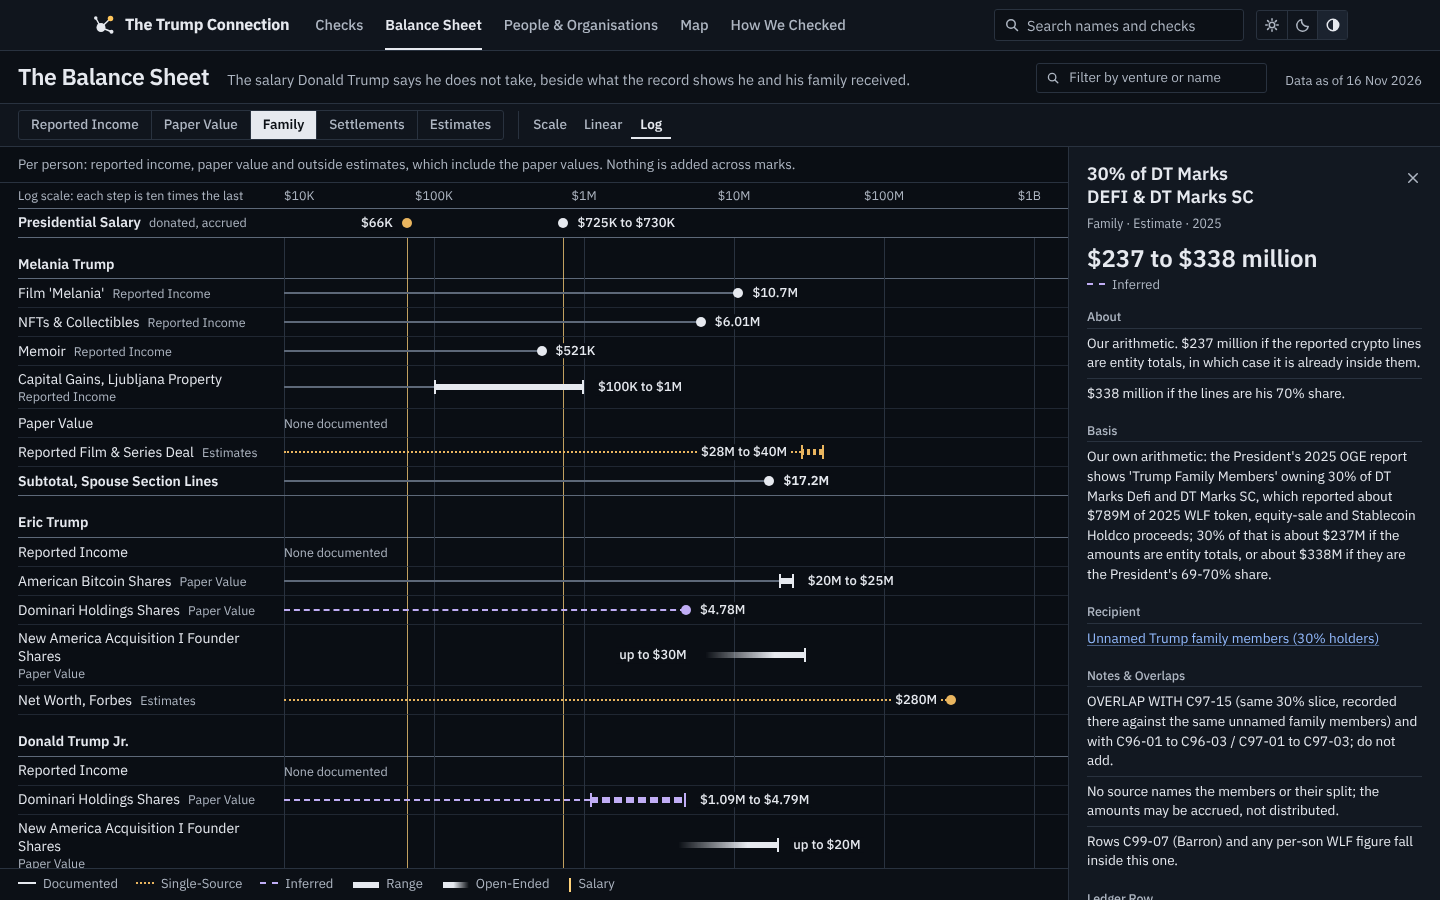 The Trump Connection
Checks
Balance Sheet
People & Organisations
Map
How We Checked
Search names and checks
The Balance Sheet
The salary Donald Trump says he does not take, beside what the record shows he and his family received.
Filter by venture or name
Data as of 16 Nov 2026
Reported Income
Paper Value
Family
Settlements
Estimates
Scale
Linear
Log
Per person: reported income, paper value and outside estimates, which include the paper values. Nothing is added across marks.
Log scale: each step is ten times the last
$10K
$100K
$1M
$10M
$100M
$1B
Presidential Salary donated, accrued
$66K
$725K to $730K
Melania Trump
Film 'Melania' Reported Income
$10.7M
NFTs & Collectibles Reported Income
$6.01M
Memoir Reported Income
$521K
Capital Gains, Ljubljana Property
Reported Income
$100K to $1M
Paper Value
None documented
Reported Film & Series Deal Estimates
$28M to $40M
Subtotal, Spouse Section Lines
$17.2M
Eric Trump
Reported Income
None documented
American Bitcoin Shares Paper Value
$20M to $25M
Dominari Holdings Shares Paper Value
$4.78M
New America Acquisition I Founder
Shares
Paper Value
up to $30M
Net Worth, Forbes Estimates
$280M
Donald Trump Jr.
Reported Income
None documented
Dominari Holdings Shares Paper Value
$1.09M to $4.79M
New America Acquisition I Founder
Shares
Paper Value
up to $20M
Documented
Single-Source
Inferred
Range
Open-Ended
Salary
30% of DT Marks
DEFI & DT Marks SC
Family · Estimate · 2025
$237 to $338 million
Inferred
About
Our arithmetic. $237 million if the reported crypto lines
are entity totals, in which case it is already inside them.
$338 million if the lines are his 70% share.
Basis
Our own arithmetic: the President's 2025 OGE report
shows 'Trump Family Members' owning 30% of DT
Marks Defi and DT Marks SC, which reported about
$789M of 2025 WLF token, equity-sale and Stablecoin
Holdco proceeds; 30% of that is about $237M if the
amounts are entity totals, or about $338M if they are
the President's 69-70% share.
Recipient
Unnamed Trump family members (30% holders)
Notes & Overlaps
OVERLAP WITH C97-15 (same 30% slice, recorded
there against the same unnamed family members) and
with C96-01 to C96-03 / C97-01 to C97-03; do not
add.
No source names the members or their split; the
amounts may be accrued, not distributed.
Rows C99-07 (Barron) and any per-son WLF figure fall
inside this one.
Ledger Row